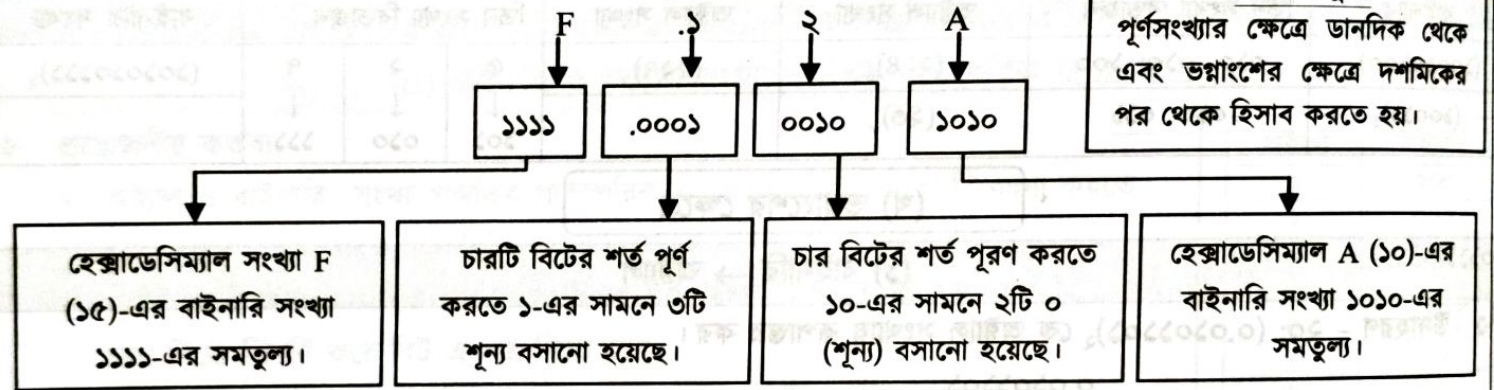 F .১ ২ A
পূর্ণসংখ্যার ক্ষেত্রে ডানদিক থেকে
এবং ভগ্নাংশের ক্ষেত্রে দশমিকের
পর থেকে হিসাব করতে হয়।
১১১১ .০০০১ ০০১০ ১০১০
হেক্সাডেসিম্যাল সংখ্যা F
(১৫)-এর বাইনারি সংখ্যা
১১১১-এর সমতুল্য।
চারটি বিটের শর্ত পূর্ণ
করতে ১-এর সামনে ৩টি
শূন্য বসানো হয়েছে।
চার বিটের শর্ত পূরণ করতে
১০-এর সামনে ২টি ০
(শূন্য) বসানো হয়েছে।
হেক্সাডেসিম্যাল A (১০)-এর
বাইনারি সংখ্যা ১০১০-এর
সমতুল্য।